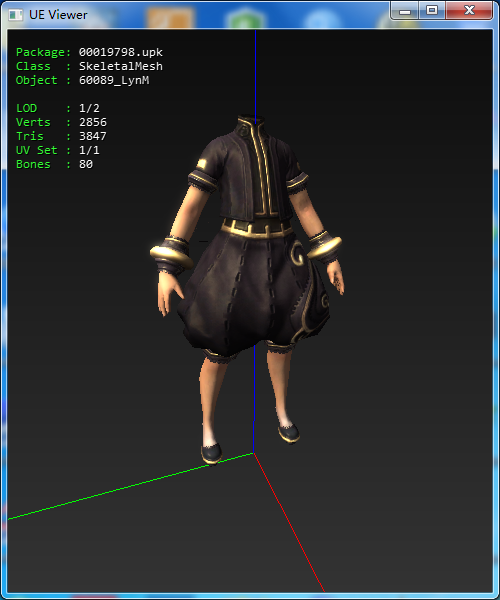 UE Viewer
Package: 00019798.upk
Class : SkeletalMesh
Object : 60089_LynM
LOD : 1/2
Verts : 2856
Tris : 3847
UV Set : 1/1
Bones : 80